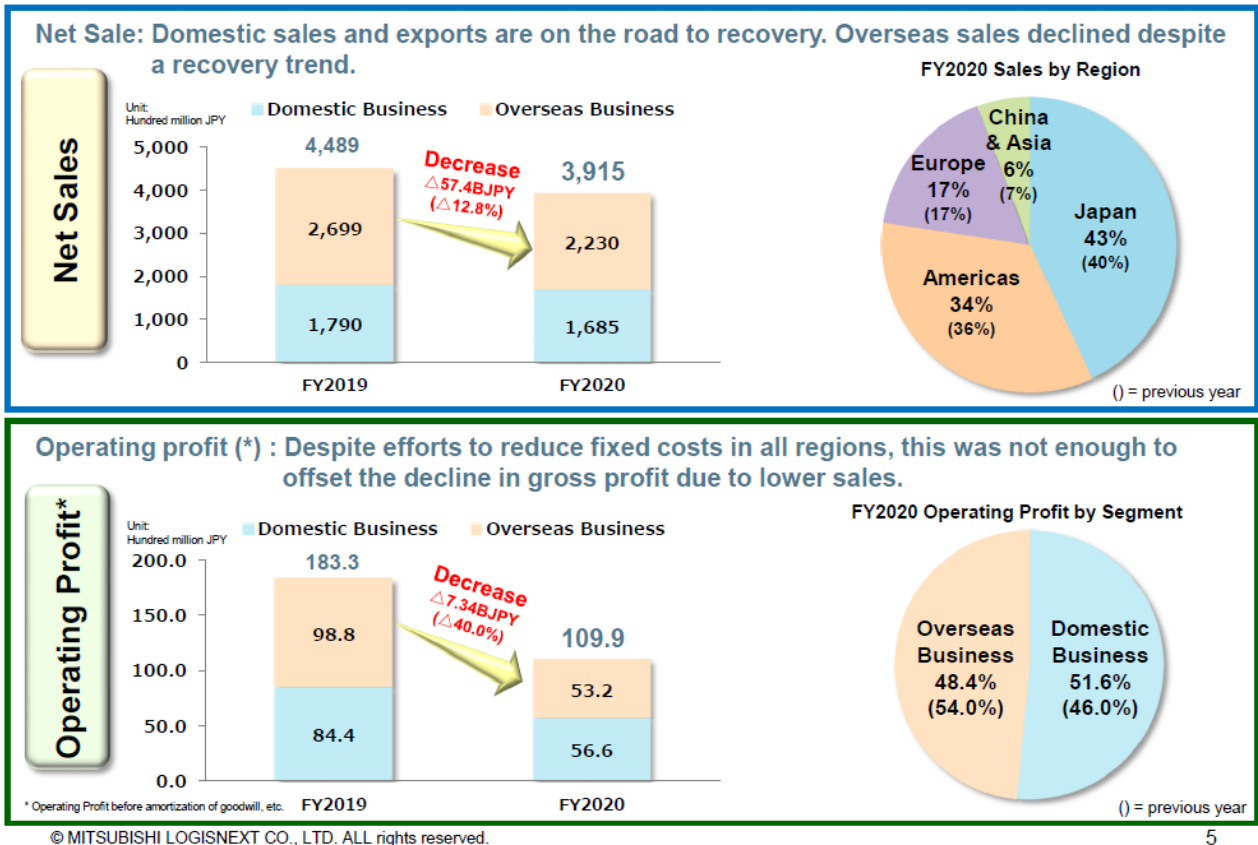 Net Sale: Domestic sales and exports are on the road to recovery. Overseas sales declined despite
a recovery trend.
Net Sales
Unit:
Hundred million JPY
Domestic Business
Overseas Business
5,000
4,000
3,000
2,000
1,000
0
4,489
2,699
1,790
FY2019
Decrease
△57.4BJPY
(△12.8%)
3,915
2,230
1,685
FY2020
FY2020 Sales by Region
China
& Asia
6%
(7%)
Europe
17%
(17%)
Japan
43%
(40%)
Americas
34%
(36%)
() = previous year
Operating profit (*) : Despite efforts to reduce fixed costs in all regions, this was not enough to
offset the decline in gross profit due to lower sales.
Operating Profit*
Unit:
Hundred million JPY
Domestic Business
Overseas Business
200.0
150.0
100.0
50.0
0.0
183.3
98.8
84.4
FY2019
Decrease
△7.34BJPY
(△40.0%)
109.9
53.2
56.6
FY2020
FY2020 Operating Profit by Segment
Overseas
Business
48.4%
(54.0%)
Domestic
Business
51.6%
(46.0%)
* Operating Profit before amortization of goodwill, etc.
() = previous year
© MITSUBISHI LOGISNEXT CO., LTD. ALL rights reserved.
5